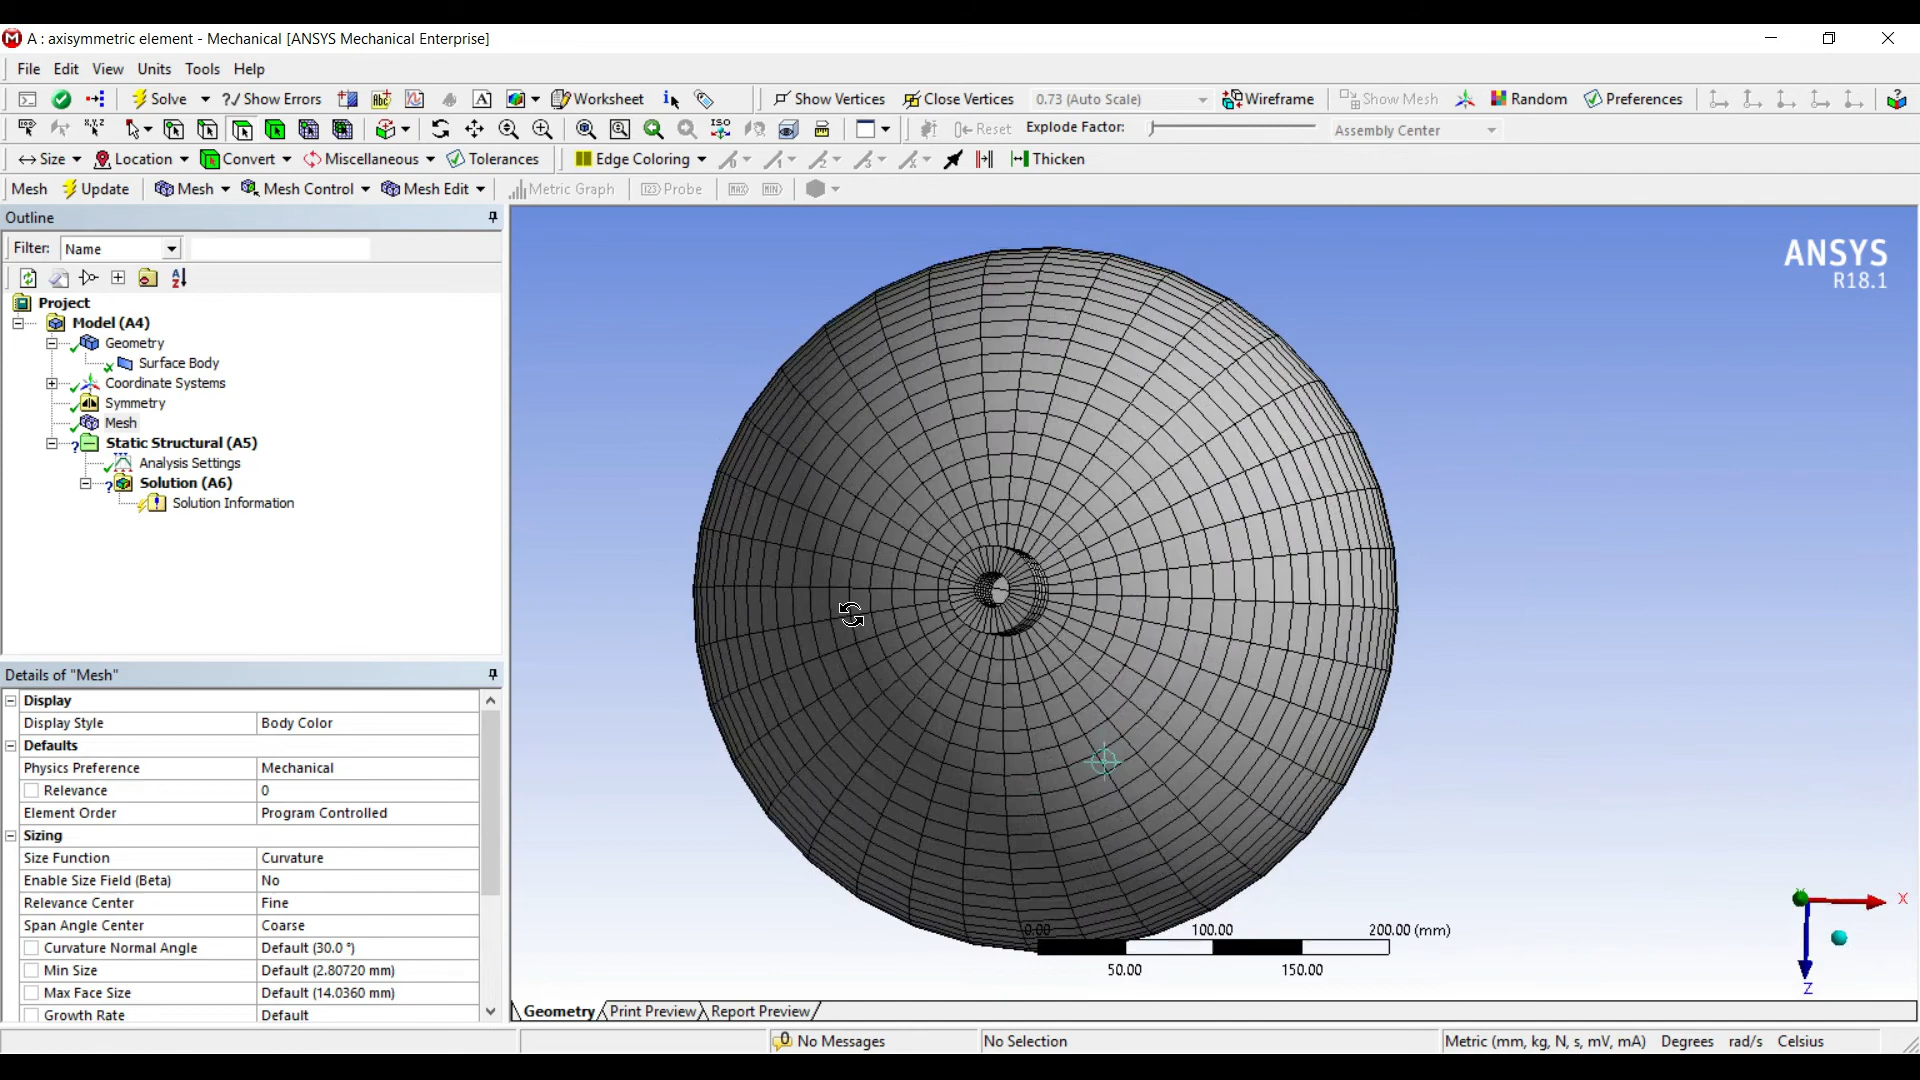 A : axisymmetric element - Mechanical [ANSYS Mechanical Enterprise]
File Edit View Units Tools Help
Solve ?/ Show Errors Worksheet Show Vertices Close Vertices 0.73 (Auto Scale) Wireframe Show Mesh Random Preferences
Reset Explode Factor: Assembly Center
Size Location Convert Miscellaneous Tolerances Edge Coloring Thicken
Mesh Update Mesh Mesh Control Mesh Edit Metric Graph Probe MAX MIN
Outline
Filter: Name
Project
Model (A4)
Geometry
Surface Body
Coordinate Systems
Symmetry
Mesh
Static Structural (A5)
Analysis Settings
Solution (A6)
Solution Information
Details of "Mesh"
Display
Display Style Body Color
Defaults
Physics Preference Mechanical
Relevance 0
Element Order Program Controlled
Sizing
Size Function Curvature
Enable Size Field (Beta) No
Relevance Center Fine
Span Angle Center Coarse
Curvature Normal Angle Default (30.0 °)
Min Size Default (2.80720 mm)
Max Face Size Default (14.0360 mm)
Growth Rate Default
ANSYS
R18.1
0.00 100.00 200.00 (mm)
50.00 150.00
X
Z
Geometry Print Preview Report Preview
No Messages No Selection Metric (mm, kg, N, s, mV, mA) Degrees rad/s Celsius